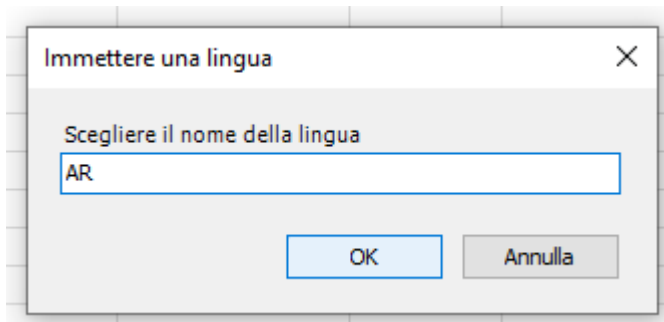 Immettere una lingua
Scegliere il nome della lingua
AR
OK
Annulla